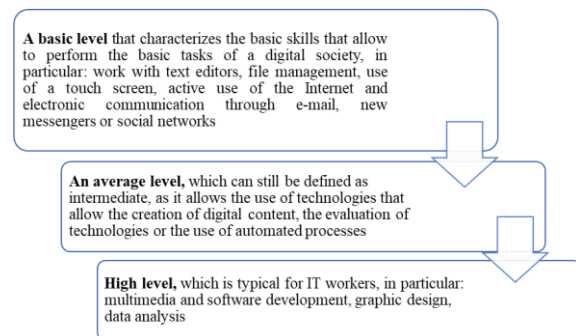 A basic level that characterizes the basic skills that allow
to perform the basic tasks of a digital society, in
particular: work with text editors, file management, use
of a touch screen, active use of the Internet and
electronic communication through e-mail, new
messengers or social networks
An average level, which can still be defined as
intermediate, as it allows the use of technologies that
allow the creation of digital content, the evaluation of
technologies or the use of automated processes
High level, which is typical for IT workers, in particular:
multimedia and software development, graphic design,
data analysis